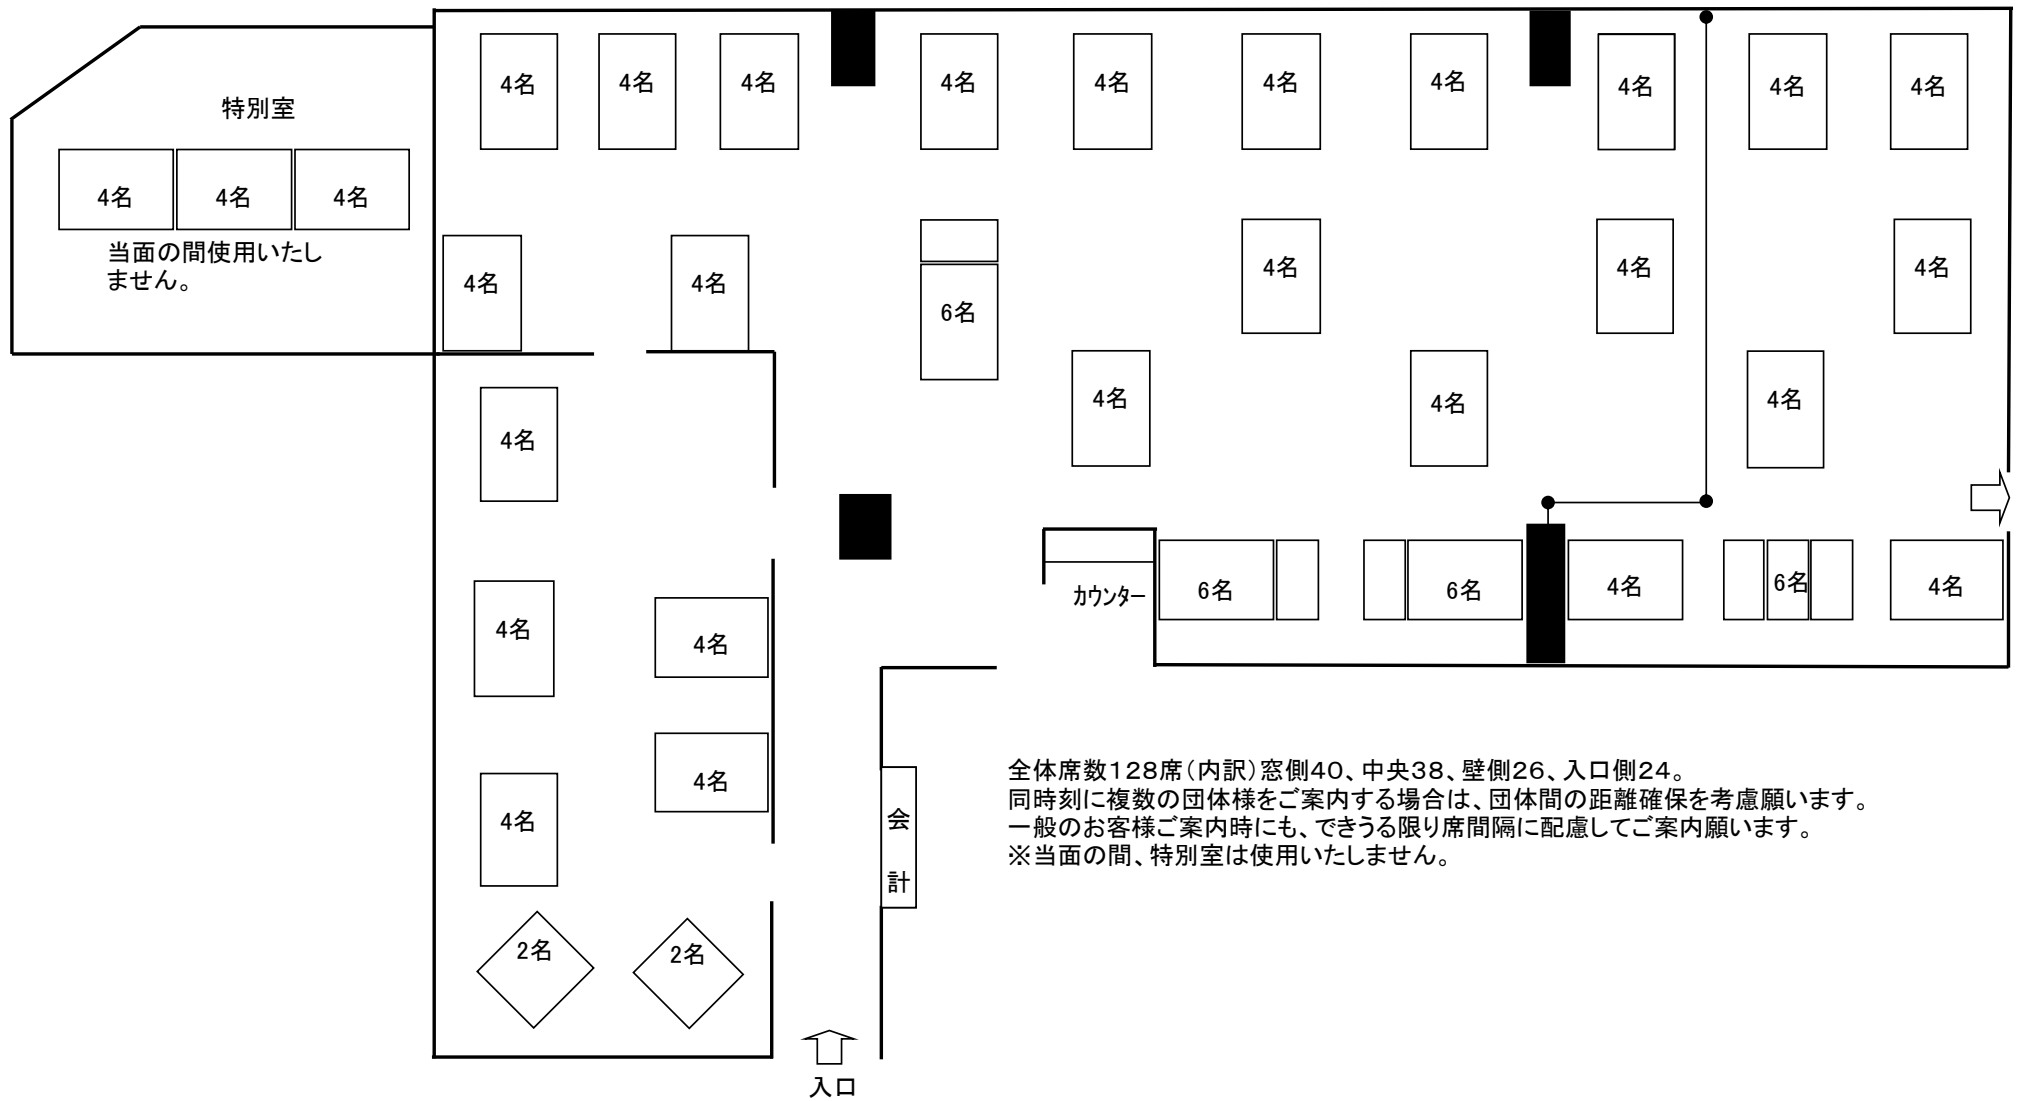 4名 4名 4名 4名 4名 4名 4名 4名 4名 4名
特別室
4名 4名 4名
当面の間使用いたし
ません。
4名 4名 6名 4名 4名 4名
4名 4名 4名
4名
4名
4名
4名
4名
2名 2名
カウンター
6名 6名 4名 6名 4名
全体席数128席(内訳)窓側40、中央38、壁側26、入口側24。
同時刻に複数の団体様をご案内する場合は、団体間の距離確保を考慮願います。
一般のお客様ご案内時にも、できうる限り席間隔に配慮してご案内願います。
※当面の間、特別室は使用いたしません。
会
計
入口